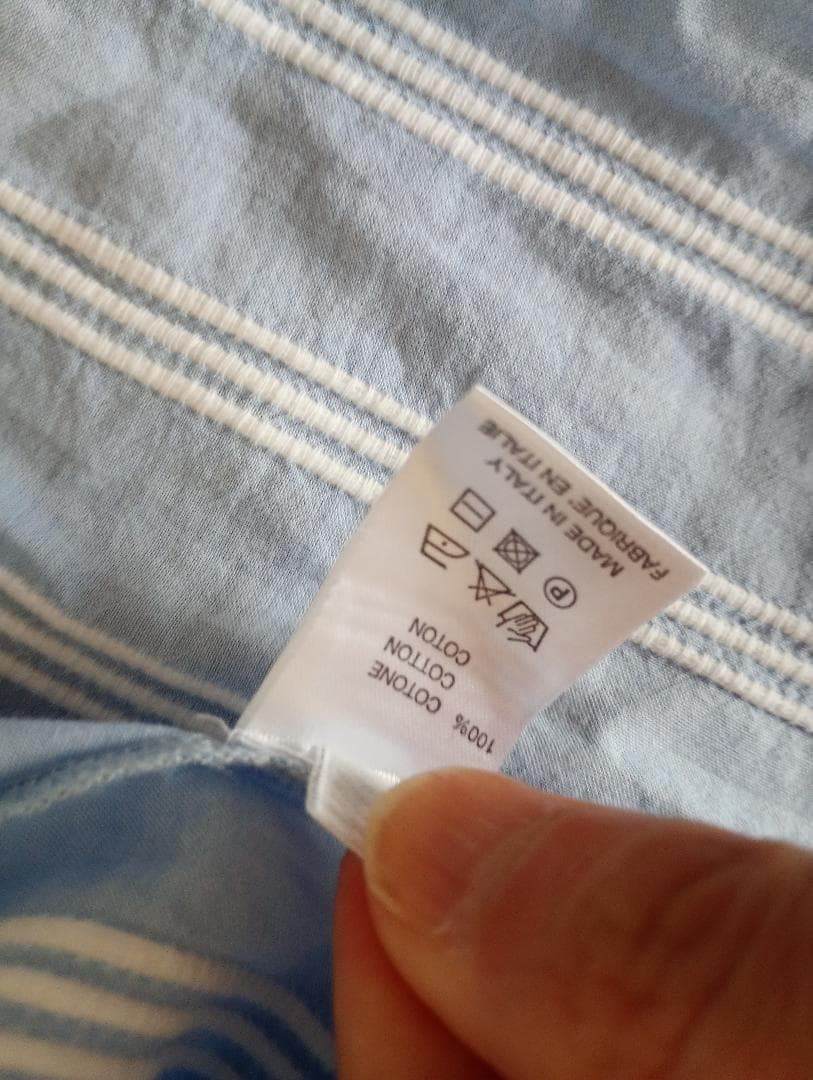 100% COTONE
COTTON
COTON
P
MADE IN ITALY
FABRIQUE' EN ITALIE